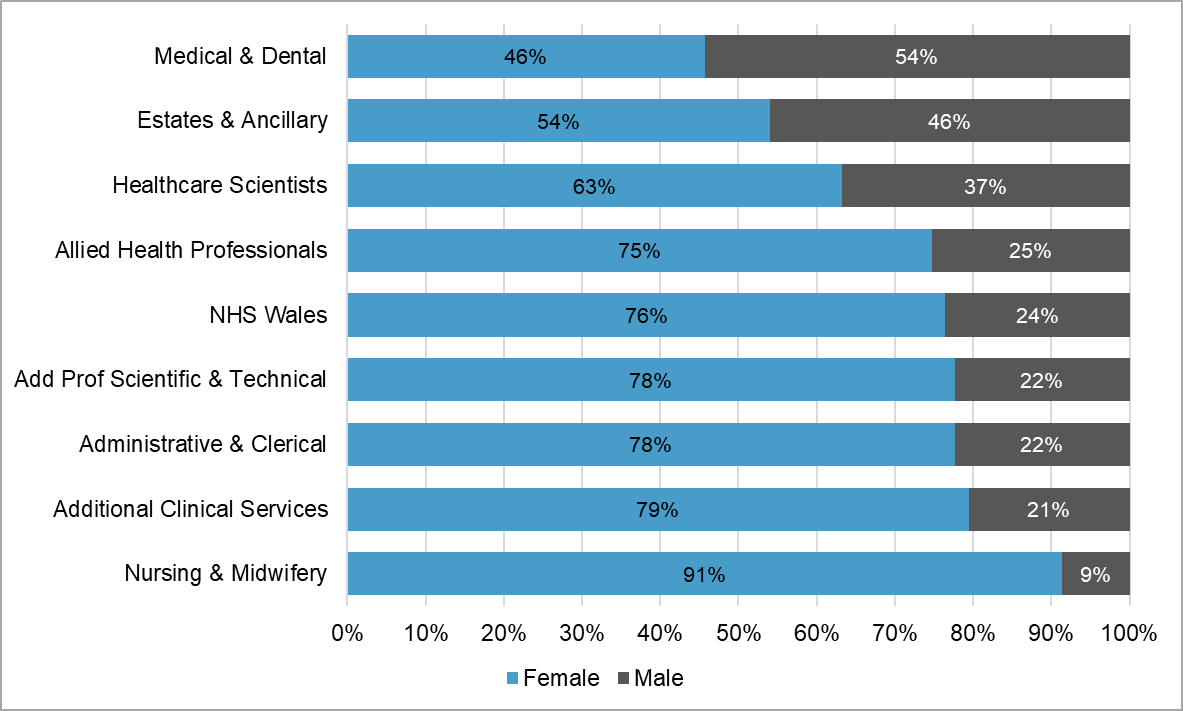 Medical & Dental 46% 54%
Estates & Ancillary 54% 46%
Healthcare Scientists 63% 37%
Allied Health Professionals 75% 25%
NHS Wales 76% 24%
Add Prof Scientific & Technical 78% 22%
Administrative & Clerical 78% 22%
Additional Clinical Services 79% 21%
Nursing & Midwifery 91% 9%
0% 10% 20% 30% 40% 50% 60% 70% 80% 90% 100%
Female Male